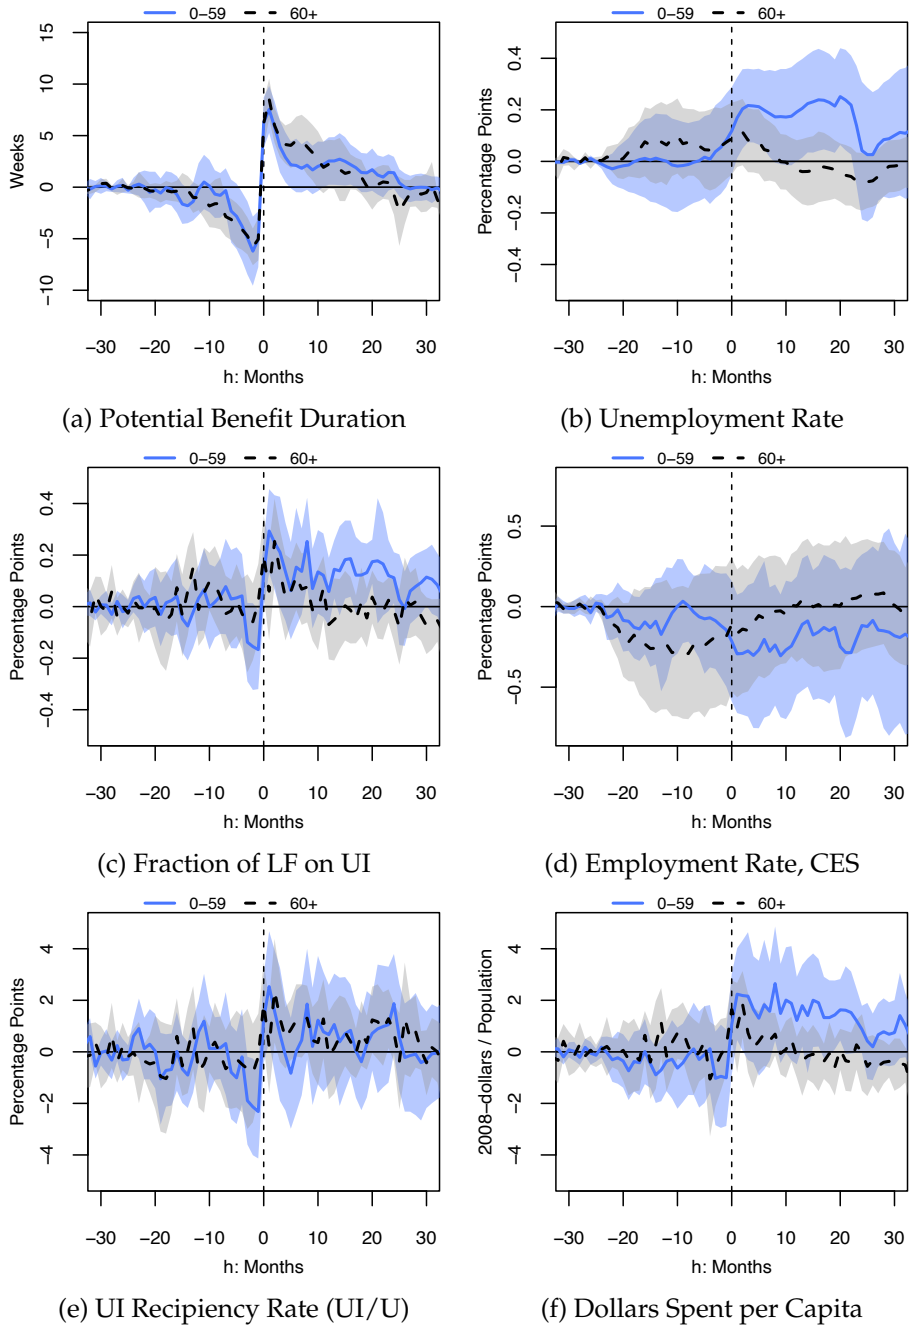 0−59 60+
Weeks
15
10
5
0
−5
−10
−30 −20 −10 0 10 20 30
h: Months
(a) Potential Benefit Duration
0−59 60+
Percentage Points
0.4
0.2
0.0
−0.2
−0.4
−30 −20 −10 0 10 20 30
h: Months
(b) Unemployment Rate
0−59 60+
Percentage Points
0.4
0.2
0.0
−0.2
−0.4
−30 −20 −10 0 10 20 30
h: Months
(c) Fraction of LF on UI
0−59 60+
Percentage Points
0.5
0.0
−0.5
−30 −20 −10 0 10 20 30
h: Months
(d) Employment Rate, CES
0−59 60+
Percentage Points
4
2
0
−2
−4
−30 −20 −10 0 10 20 30
h: Months
(e) UI Recipiency Rate (UI/U)
0−59 60+
2008−dollars / Population
4
2
0
−2
−4
−30 −20 −10 0 10 20 30
h: Months
(f) Dollars Spent per Capita